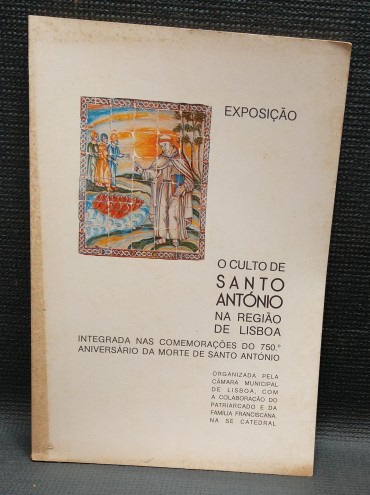 EXPOSIÇÃO
O CULTO DE
SANTO
ANTÓNIO
NA REGIÃO
DE LISBOA
INTEGRADA NAS COMEMORAÇÕES DO 750.º
ANIVERSÁRIO DA MORTE DE SANTO ANTÓNIO
ORGANIZADA PELA
CÂMARA MUNICIPAL
DE LISBOA, COM
A COLABORAÇÃO DO
PATRIARCADO E DA
FAMÍLIA FRANCISCANA,
NA SÉ CATEDRAL